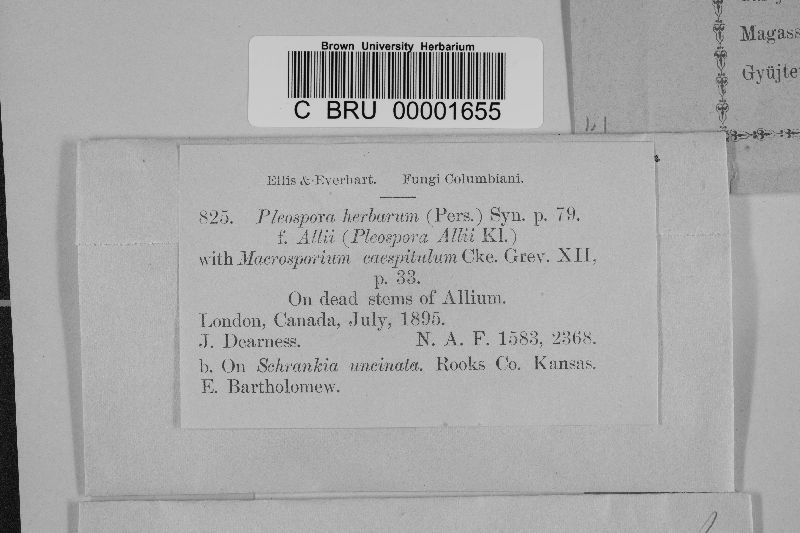 Brown University Herbarium
C BRU 00001655
Magass
Gyüjte
Ellis & Everhart. Fungi Columbiani.
825. Pleospora herbarum (Pers.) Syn. p. 79.
f. Allii (Pleospora Allii Kl.)
with Macrosporium caespitulum Cke. Grev. XII,
p. 33.
On dead stems of Allium.
London, Canada, July, 1895.
J. Dearness. N. A. F. 1583, 2368.
b. On Schrankia uncinata. Rooks Co. Kansas.
E. Bartholomew.